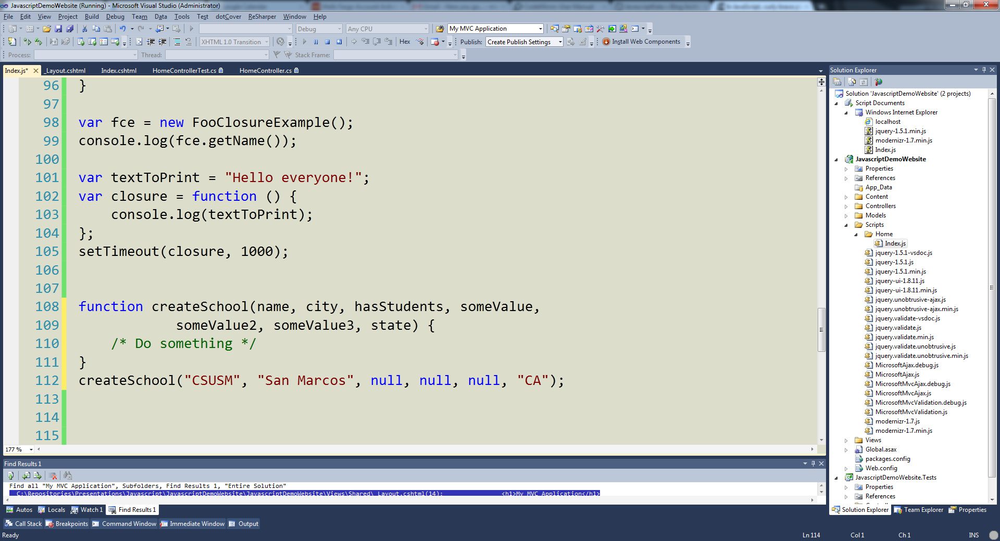 JavascriptDemoWebsite (Running) - Microsoft Visual Studio (Administrator)
File Edit View Project Build Debug Team Data Tools Test dotCover ReSharper Window Help
Debug Any CPU My MVC Application
XHTML 1.0 Transition Hex Publish: Create Publish Settings Install Web Components
Process: Thread: Stack Frame:
Index.js* _Layout.cshtml Index.cshtml HomeControllerTest.cs HomeController.cs
96 }
97
98 var fce = new FooClosureExample();
99 console.log(fce.getName());
100
101 var textToPrint = "Hello everyone!";
102 var closure = function () {
103 console.log(textToPrint);
104 };
105 setTimeout(closure, 1000);
106
107
108 function createSchool(name, city, hasStudents, someValue,
109 someValue2, someValue3, state) {
110 /* Do something */
111 }
112 createSchool("CSUSM", "San Marcos", null, null, null, "CA");
113
114
115
177 %
Find Results 1
Find all "My MVC Application", Subfolders, Find Results 1, "Entire Solution"
C:\Repositories\Presentations\Javascript\JavascriptDemoWebsite\JavascriptDemoWebsite\Views\Shared\_Layout.cshtml(14): <h1>My MVC Application</h1>
Autos Locals Watch 1 Find Results 1
Call Stack Breakpoints Command Window Immediate Window Output
Ready Ln 114 Col 1 Ch 1 INS
Solution Explorer
Solution 'JavascriptDemoWebsite' (2 projects)
Script Documents
Windows Internet Explorer
localhost
jquery-1.5.1.min.js
modernizr-1.7.min.js
Index.js
JavascriptDemoWebsite
Properties
References
App_Data
Content
Controllers
Models
Scripts
Home
Index.js
jquery-1.5.1-vsdoc.js
jquery-1.5.1.js
jquery-1.5.1.min.js
jquery-ui-1.8.11.js
jquery-ui-1.8.11.min.js
jquery.unobtrusive-ajax.js
jquery.unobtrusive-ajax.min.js
jquery.validate-vsdoc.js
jquery.validate.js
jquery.validate.min.js
jquery.validate.unobtrusive.js
jquery.validate.unobtrusive.min.js
MicrosoftAjax.debug.js
MicrosoftAjax.js
MicrosoftMvcAjax.debug.js
MicrosoftMvcAjax.js
MicrosoftMvcValidation.debug.js
MicrosoftMvcValidation.js
modernizr-1.7.js
modernizr-1.7.min.js
Views
Global.asax
packages.config
Web.config
JavascriptDemoWebsite.Tests
Properties
References
Solution Explorer Team Explorer Properties